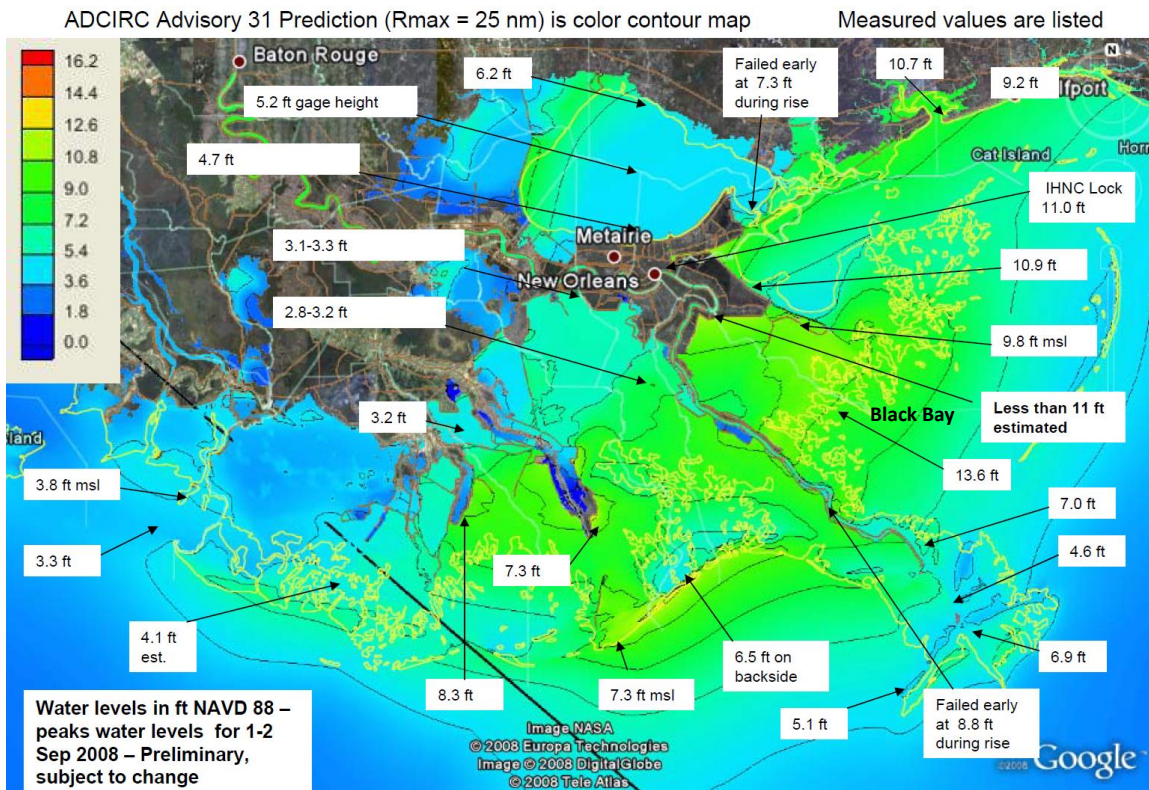 ADCIRC Advisory 31 Prediction (Rmax = 25 nm) is color contour map
Measured values are listed
16.2
14.4
12.6
10.8
9.0
7.2
5.4
3.6
1.8
0.0
Baton Rouge
6.2 ft
Failed early
at 7.3 ft
during rise
10.7 ft
9.2 ft
N
lfport
5.2 ft gage height
4.7 ft
Cat Island
Horr
IHNC Lock
11.0 ft
Metairie
3.1-3.3 ft
New Orleans
10.9 ft
2.8-3.2 ft
9.8 ft msl
Black Bay
Less than 11 ft
estimated
3.2 ft
land
13.6 ft
3.8 ft msl
7.0 ft
3.3 ft
7.3 ft
4.6 ft
4.1 ft
est.
6.5 ft on
backside
6.9 ft
8.3 ft
7.3 ft msl
5.1 ft
Failed early
at 8.8 ft
during rise
Water levels in ft NAVD 88 –
peaks water levels for 1-2
Sep 2008 – Preliminary,
subject to change
Image NASA
© 2008 Europa Technologies
Image © 2008 DigitalGlobe
© 2008 Tele Atlas
©2008 Google